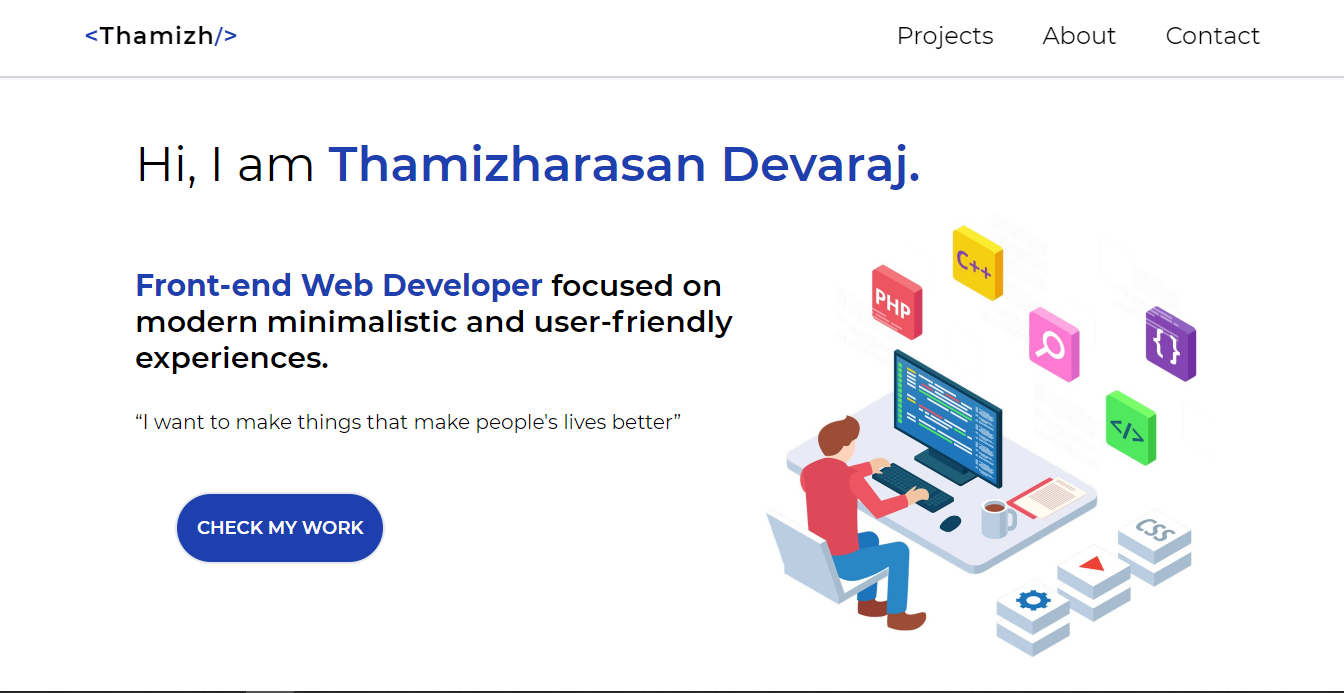 <Thamizh/>
Projects About Contact
Hi, I am Thamizharasan Devaraj.
Front-end Web Developer focused on
modern minimalistic and user-friendly
experiences.
“I want to make things that make people's lives better”
CHECK MY WORK
C++
PHP
{}
</>
CSS